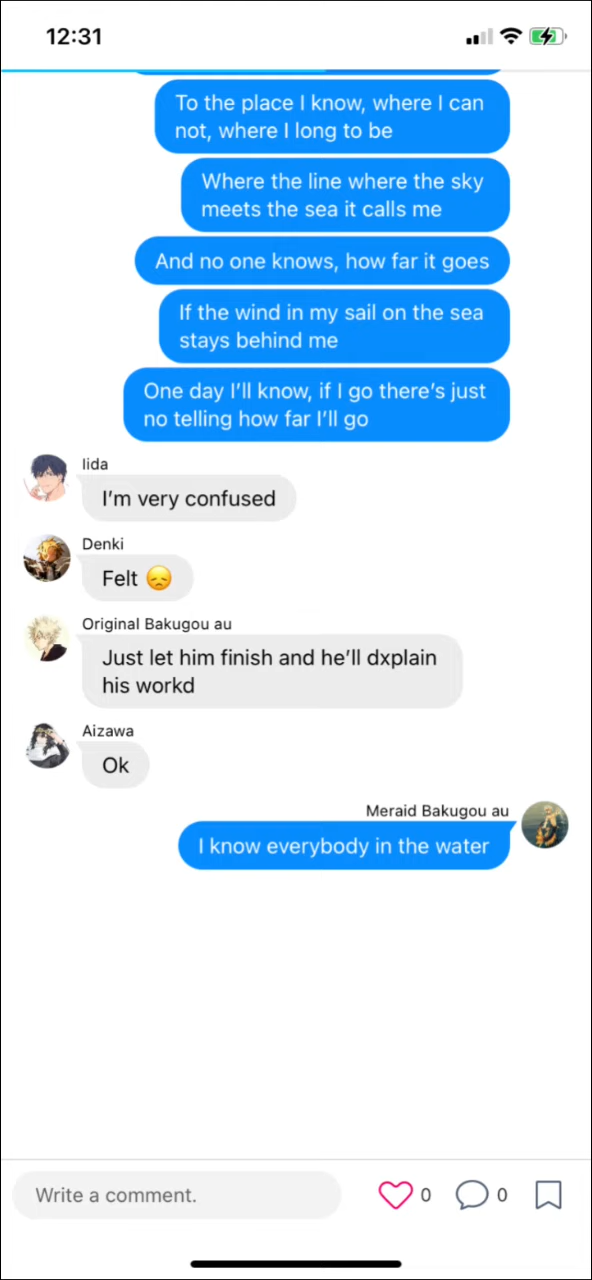 12:31
To the place I know, where I can
not, where I long to be
Where the line where the sky
meets the sea it calls me
And no one knows, how far it goes
If the wind in my sail on the sea
stays behind me
One day I’ll know, if I go there’s just
no telling how far I’ll go
Iida
I’m very confused
Denki
Felt 😞
Original Bakugou au
Just let him finish and he’ll dxplain
his workd
Aizawa
Ok
Meraid Bakugou au
I know everybody in the water
Write a comment.
0
0